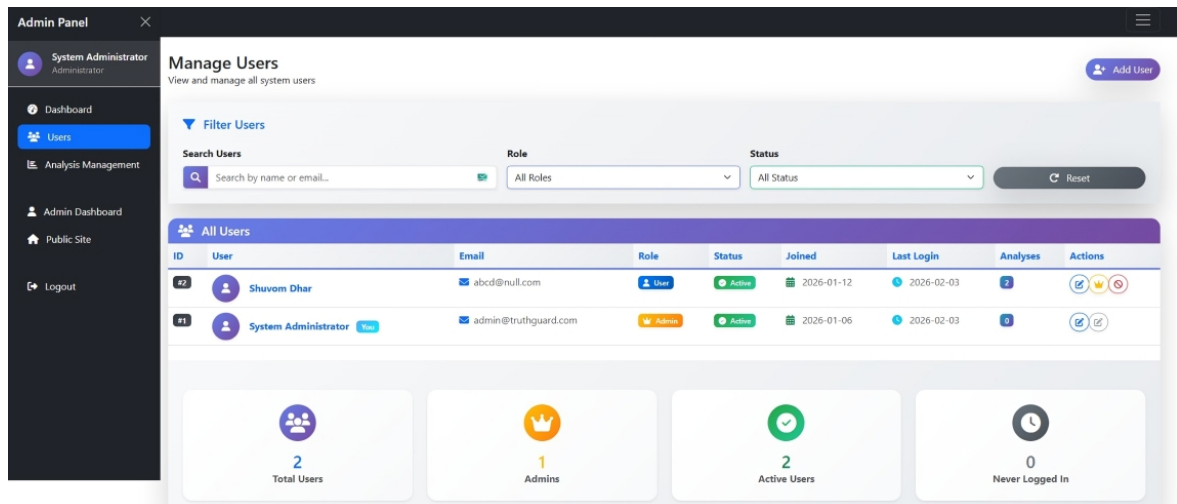 Admin Panel
System Administrator
Administrator
Dashboard
Users
Analysis Management
Admin Dashboard
Public Site
Logout
Manage Users
View and manage all system users
Add User
Filter Users
Search Users Role Status
Search by name or email... All Roles All Status Reset
All Users
ID User Email Role Status Joined Last Login Analyses Actions
#2 Shuvom Dhar abcd@null.com User Active 2026-01-12 2026-02-03 2
#1 System Administrator You admin@truthguard.com Admin Active 2026-01-06 2026-02-03 0
2 1 2 0
Total Users Admins Active Users Never Logged In